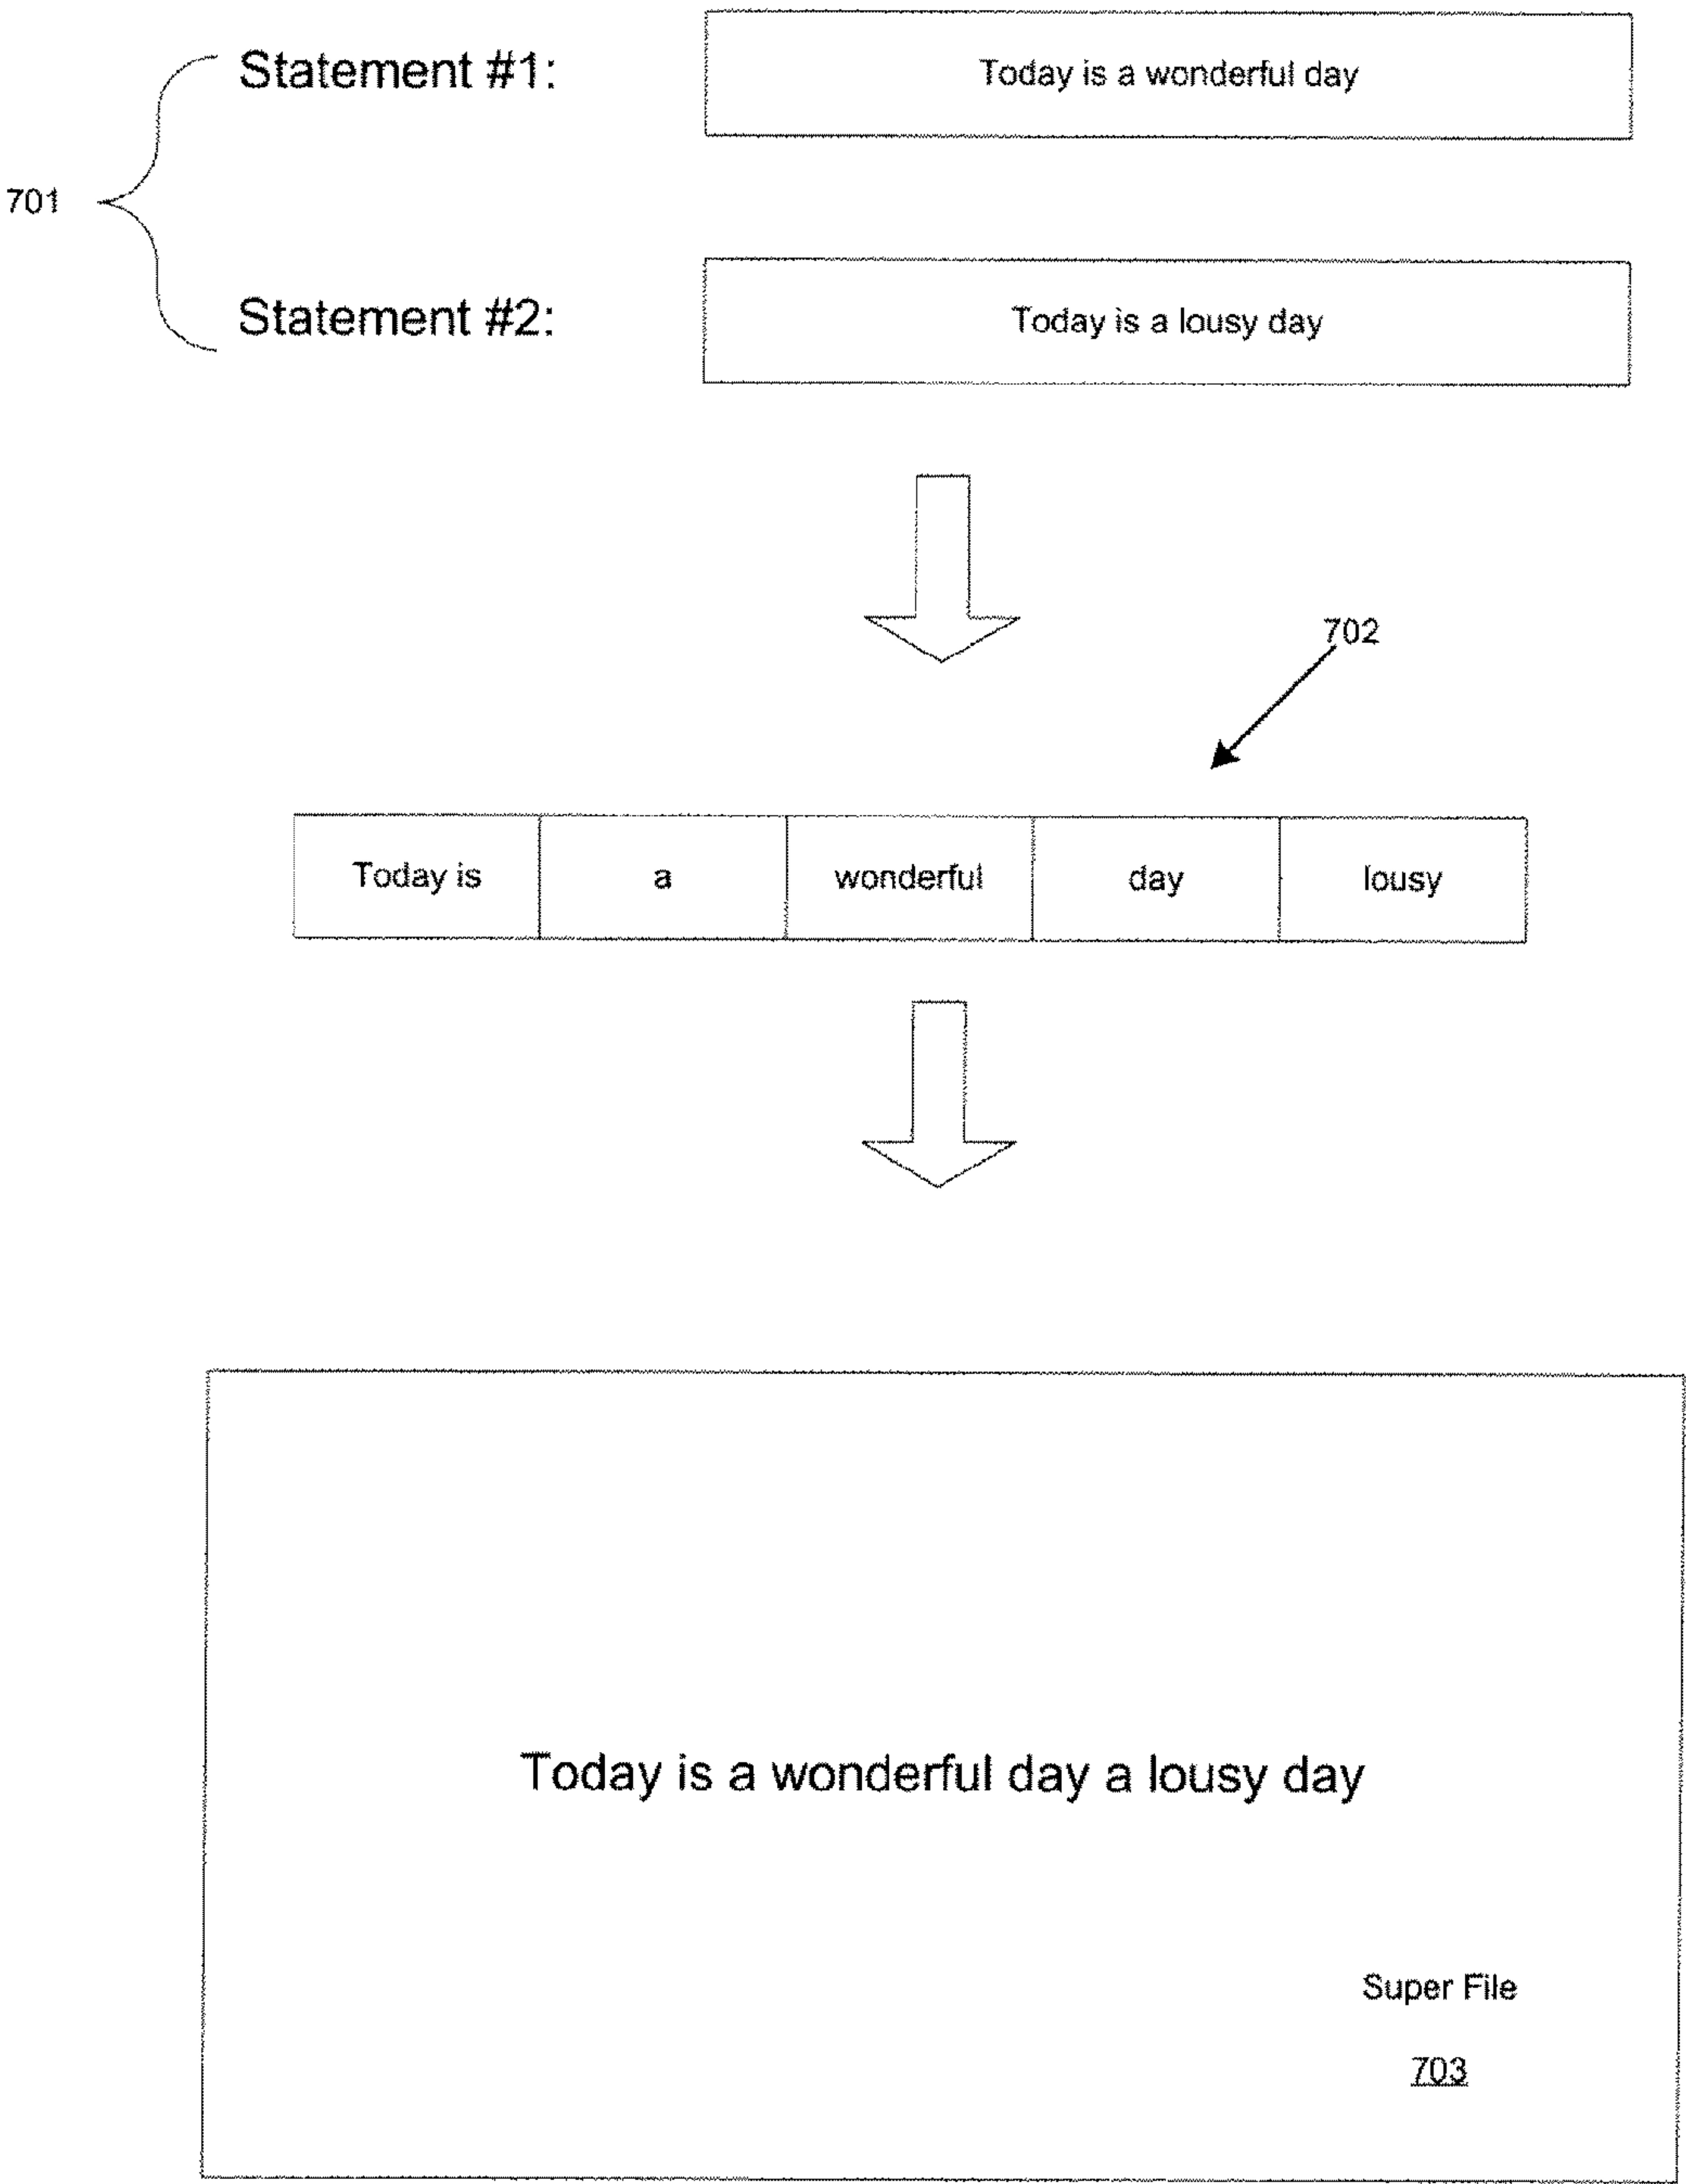 Statement #1:
Today is a wonderful day
701
Statement #2:
Today is a lousy day
702
Today is
a
wonderful
day
lousy
Today is a wonderful day a lousy day
Super File
703